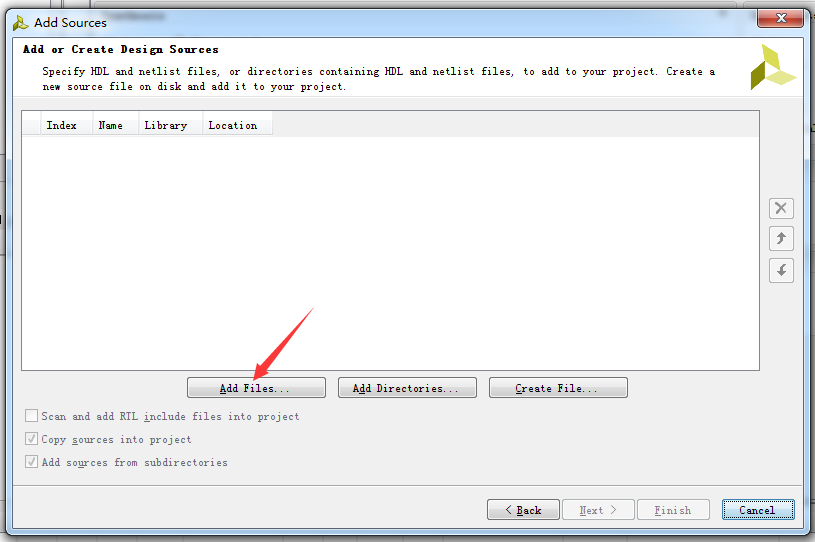 Add Sources
Add or Create Design Sources
Specify HDL and netlist files, or directories containing HDL and netlist files, to add to your project. Create a
new source file on disk and add it to your project.
Index Name Library Location
Add Files... Add Directories... Create File...
Scan and add RTL include files into project
Copy sources into project
Add sources from subdirectories
< Back Next > Finish Cancel